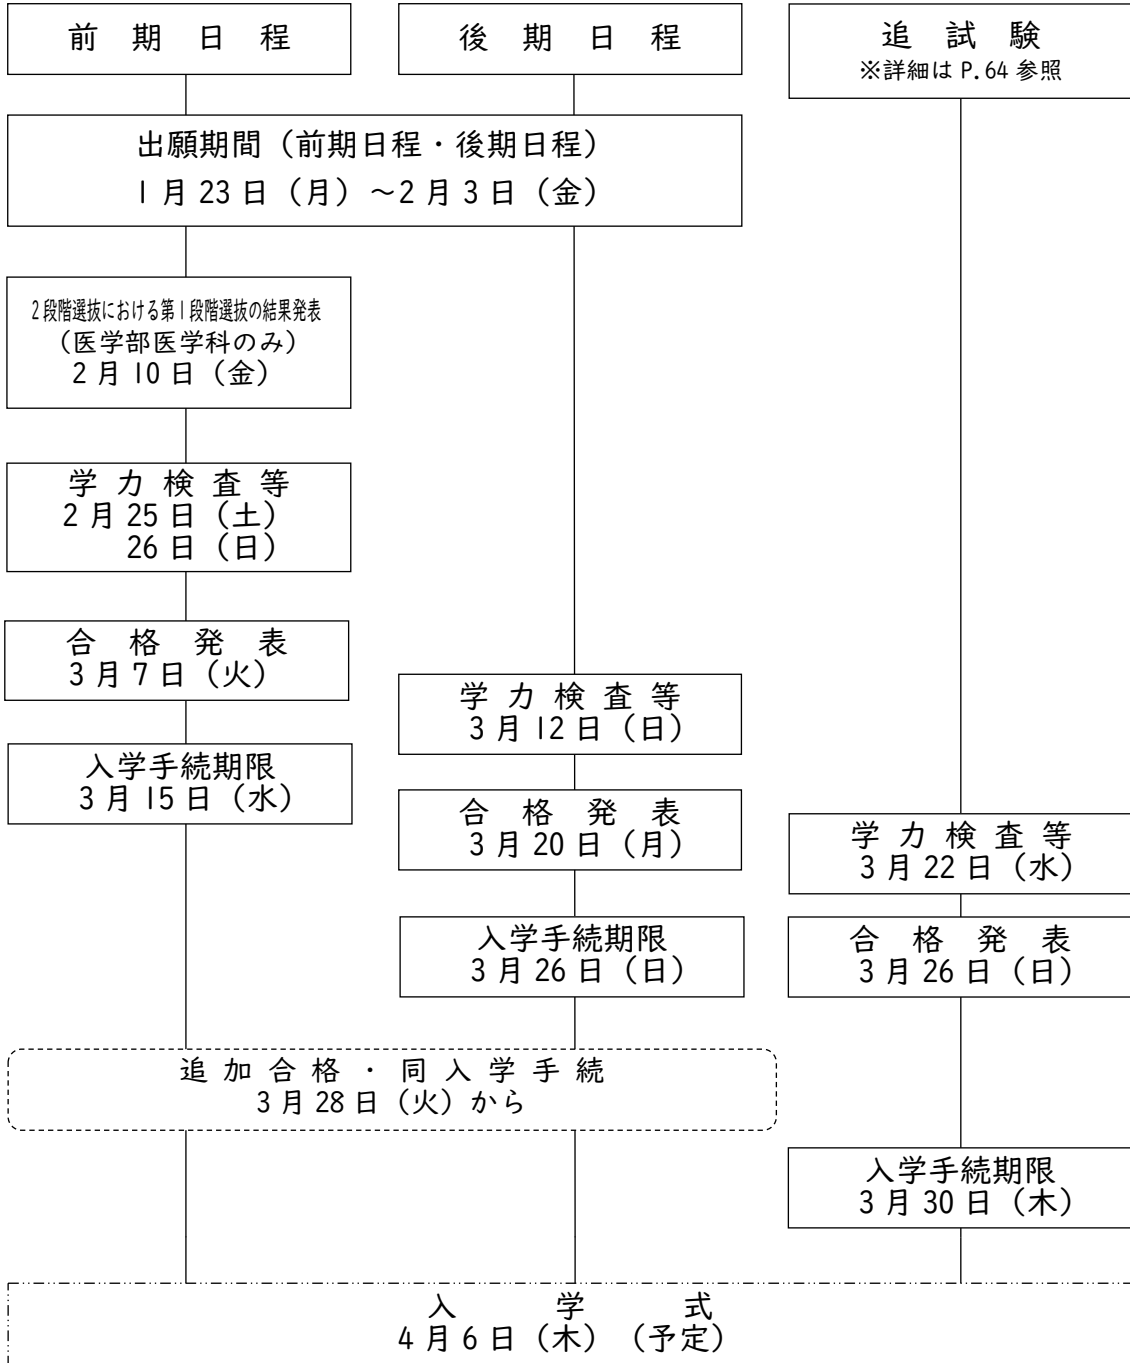 前期日程
後期日程
追試験
※詳細は P.64 参照
出願期間（前期日程・後期日程）
1月23日（月）～2月3日（金）
2段階選抜における第1段階選抜の結果発表
（医学部医学科のみ）
2月10日（金）
学力検査等
2月25日（土）
26日（日）
合格発表
3月7日（火）
学力検査等
3月12日（日）
入学手続期限
3月15日（水）
合格発表
3月20日（月）
学力検査等
3月22日（水）
入学手続期限
3月26日（日）
合格発表
3月26日（日）
追加合格・同入学手続
3月28日（火）から
入学手続期限
3月30日（木）
入学式
4月6日（木）（予定）